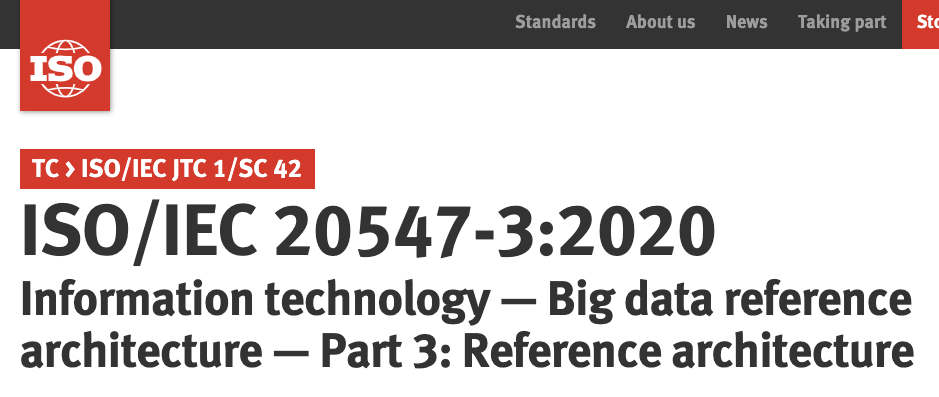 Standards About us News Taking part Sto
ISO
TC › ISO/IEC JTC 1/SC 42
ISO/IEC 20547-3:2020
Information technology — Big data reference
architecture — Part 3: Reference architecture